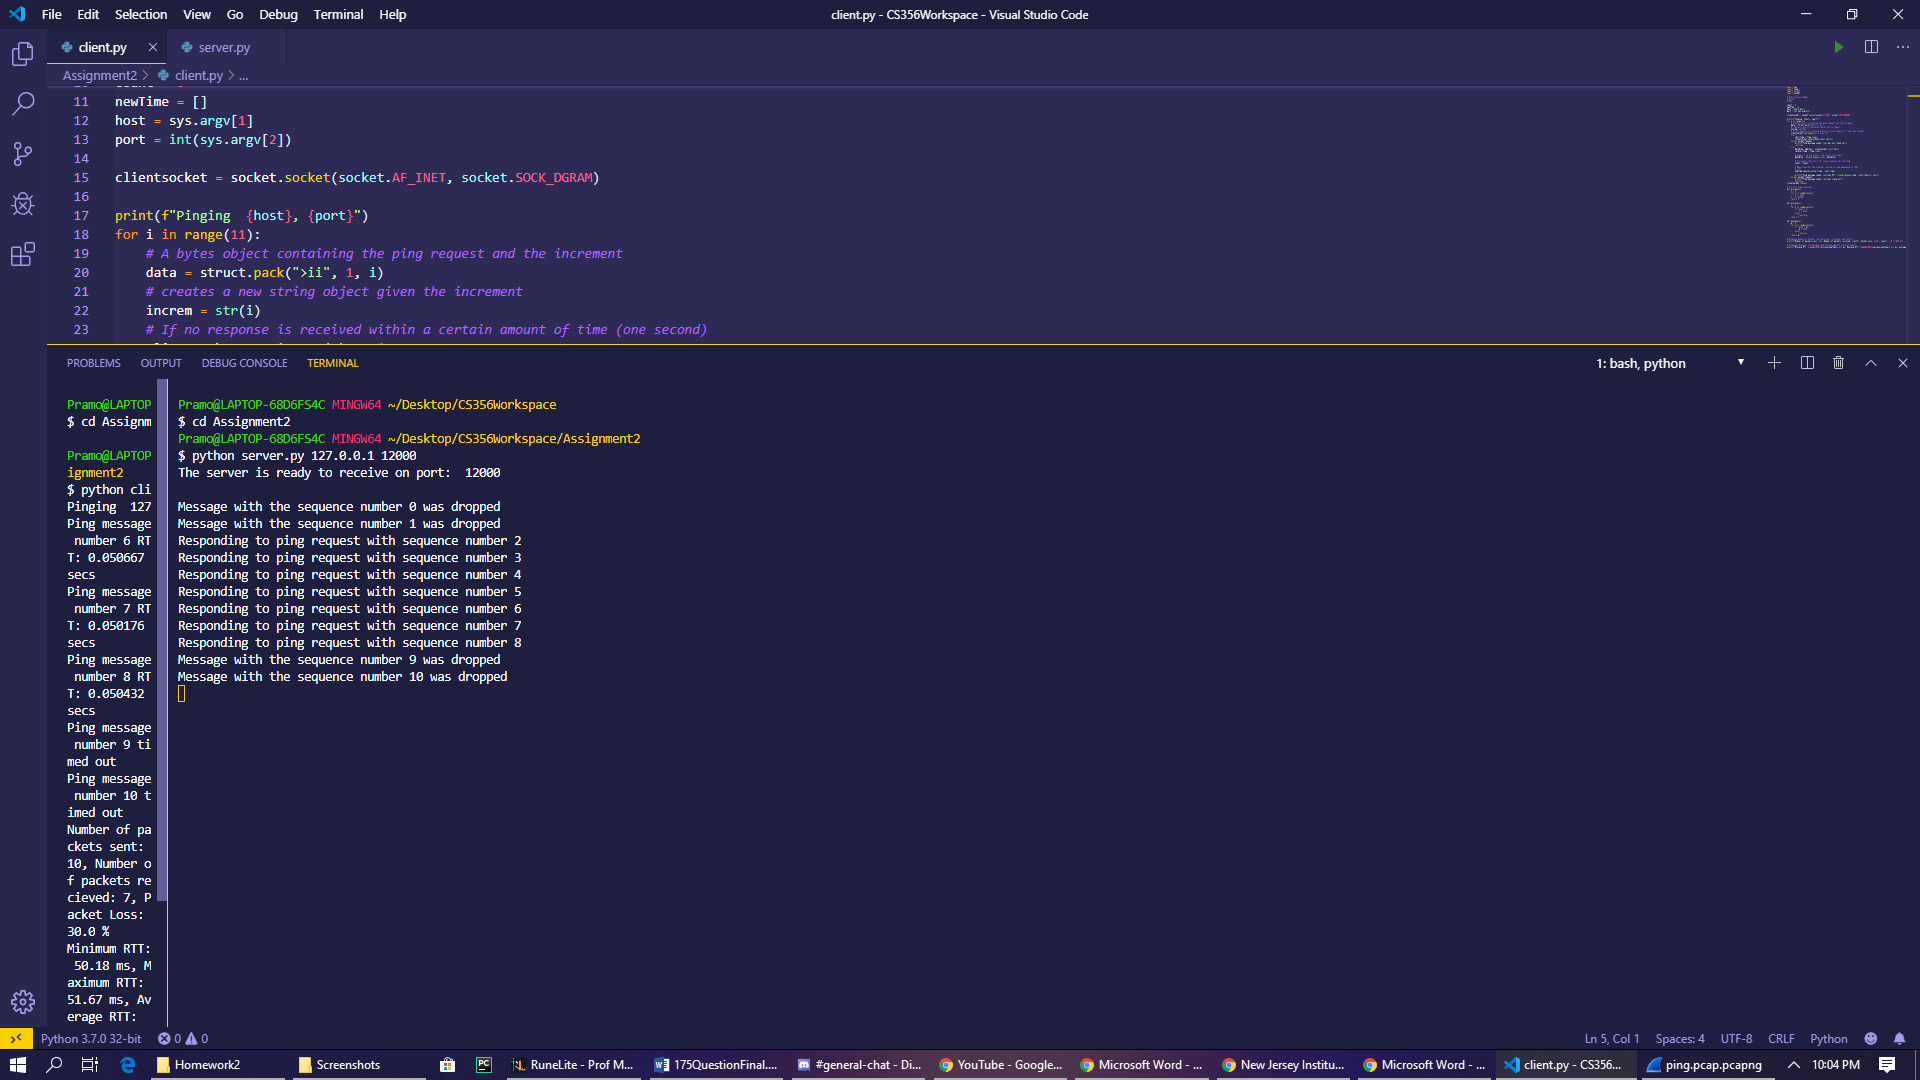 File Edit Selection View Go Debug Terminal Help
client.py - CS356Workspace - Visual Studio Code
client.py
server.py
Assignment2 > client.py > ...
11 newTime = []
12 host = sys.argv[1]
13 port = int(sys.argv[2])
14
15 clientsocket = socket.socket(socket.AF_INET, socket.SOCK_DGRAM)
16
17 print(f"Pinging  {host}, {port}")
18 for i in range(11):
19 # A bytes object containing the ping request and the increment
20 data = struct.pack(">ii", 1, i)
21 # creates a new string object given the increment
22 increm = str(i)
23 # If no response is received within a certain amount of time (one second)
PROBLEMS OUTPUT DEBUG CONSOLE TERMINAL
1: bash, python
Pramo@LAPTOP
$ cd Assignm
Pramo@LAPTOP
ignment2
$ python cli
Pinging  127
Ping message
number 6 RT
T: 0.050667
secs
Ping message
number 7 RT
T: 0.050176
secs
Ping message
number 8 RT
T: 0.050432
secs
Ping message
number 9 ti
med out
Ping message
number 10 t
imed out
Number of pa
ckets sent:
10, Number o
f packets re
cieved: 7, P
acket Loss:
30.0 %
Minimum RTT:
50.18 ms, M
aximum RTT:
51.67 ms, Av
erage RTT:
Pramo@LAPTOP-68D6FS4C MINGW64 ~/Desktop/CS356Workspace
$ cd Assignment2
Pramo@LAPTOP-68D6FS4C MINGW64 ~/Desktop/CS356Workspace/Assignment2
$ python server.py 127.0.0.1 12000
The server is ready to receive on port:  12000
Message with the sequence number 0 was dropped
Message with the sequence number 1 was dropped
Responding to ping request with sequence number 2
Responding to ping request with sequence number 3
Responding to ping request with sequence number 4
Responding to ping request with sequence number 5
Responding to ping request with sequence number 6
Responding to ping request with sequence number 7
Responding to ping request with sequence number 8
Message with the sequence number 9 was dropped
Message with the sequence number 10 was dropped
Python 3.7.0 32-bit 0 0
Ln 5, Col 1 Spaces: 4 UTF-8 CRLF Python
Homework2
Screenshots
RuneLite - Prof M...
175QuestionFinal....
#general-chat - Di...
YouTube - Google...
Microsoft Word - ...
New Jersey Institu...
Microsoft Word - ...
client.py - CS356...
ping.pcap.pcapng
10:04 PM